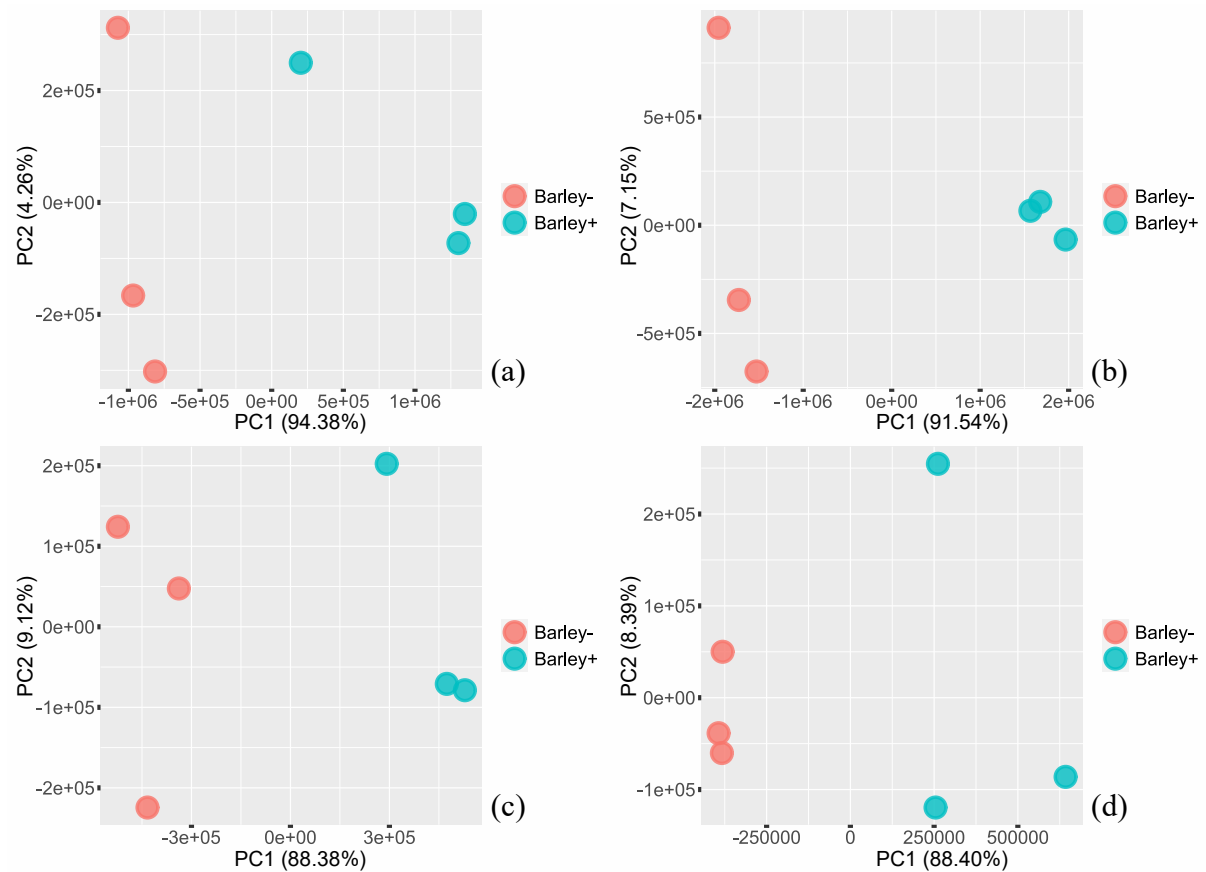 2e+05
0e+00
-2e+05
PC2 (4.26%)
-1e+06 -5e+05 0e+00 5e+05 1e+06
PC1 (94.38%)
Barley-
Barley+
(a)
5e+05
0e+00
-5e+05
PC2 (7.15%)
-2e+06 -1e+06 0e+00 1e+06 2e+06
PC1 (91.54%)
Barley-
Barley+
(b)
2e+05
1e+05
0e+00
-1e+05
-2e+05
PC2 (9.12%)
-3e+05 0e+00 3e+05
PC1 (88.38%)
Barley-
Barley+
(c)
2e+05
1e+05
0e+00
-1e+05
PC2 (8.39%)
-250000 0 250000 500000
PC1 (88.40%)
Barley-
Barley+
(d)